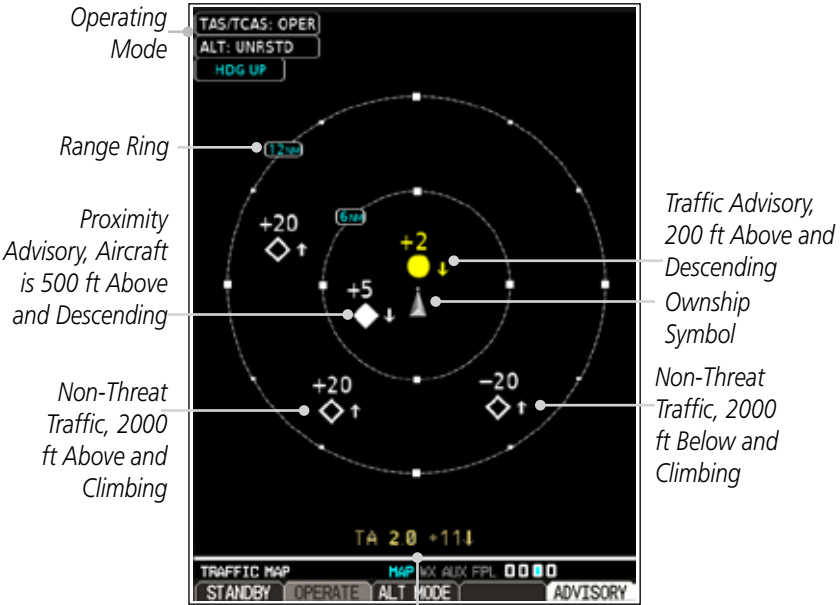 Operating
Mode
TAS/TCAS: OPER
ALT: UNRSTD
HDG UP
Range Ring
12NM
6NM
Proximity
Advisory, Aircraft
is 500 ft Above
and Descending
+20
↑
+2
↓
+5
↓
Traffic Advisory,
200 ft Above and
Descending
Ownship
Symbol
Non-Threat
Traffic, 2000
ft Above and
Climbing
+20
↑
-20
↑
Non-Threat
Traffic, 2000
ft Below and
Climbing
TA 2.0 +11↓
TRAFFIC MAP MAP WX AUX FPL
STANDBY OPERATE ALT MODE ADVISORY